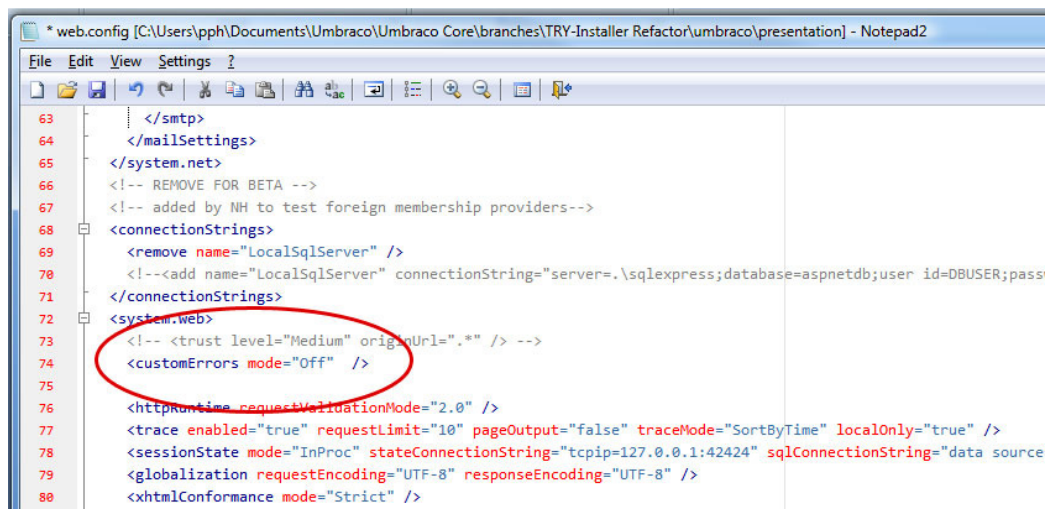 * web.config [C:\Users\pph\Documents\Umbraco\Umbraco Core\branches\TRY-Installer Refactor\umbraco\presentation] - Notepad2
File Edit View Settings ?
63 </smtp>
64 </mailSettings>
65 </system.net>
66 <!-- REMOVE FOR BETA -->
67 <!-- added by NH to test foreign membership providers-->
68 <connectionStrings>
69 <remove name="LocalSqlServer" />
70 <!--<add name="LocalSqlServer" connectionString="server=.\sqlexpress;database=aspnetdb;user id=DBUSER;pass
71 </connectionStrings>
72 <system.web>
73 <!-- <trust level="Medium" originUrl=".*" /> -->
74 <customErrors mode="Off" />
75
76 <httpRuntime requestValidationMode="2.0" />
77 <trace enabled="true" requestLimit="10" pageOutput="false" traceMode="SortByTime" localOnly="true" />
78 <sessionState mode="InProc" stateConnectionString="tcpip=127.0.0.1:42424" sqlConnectionString="data source
79 <globalization requestEncoding="UTF-8" responseEncoding="UTF-8" />
80 <xhtmlConformance mode="Strict" />